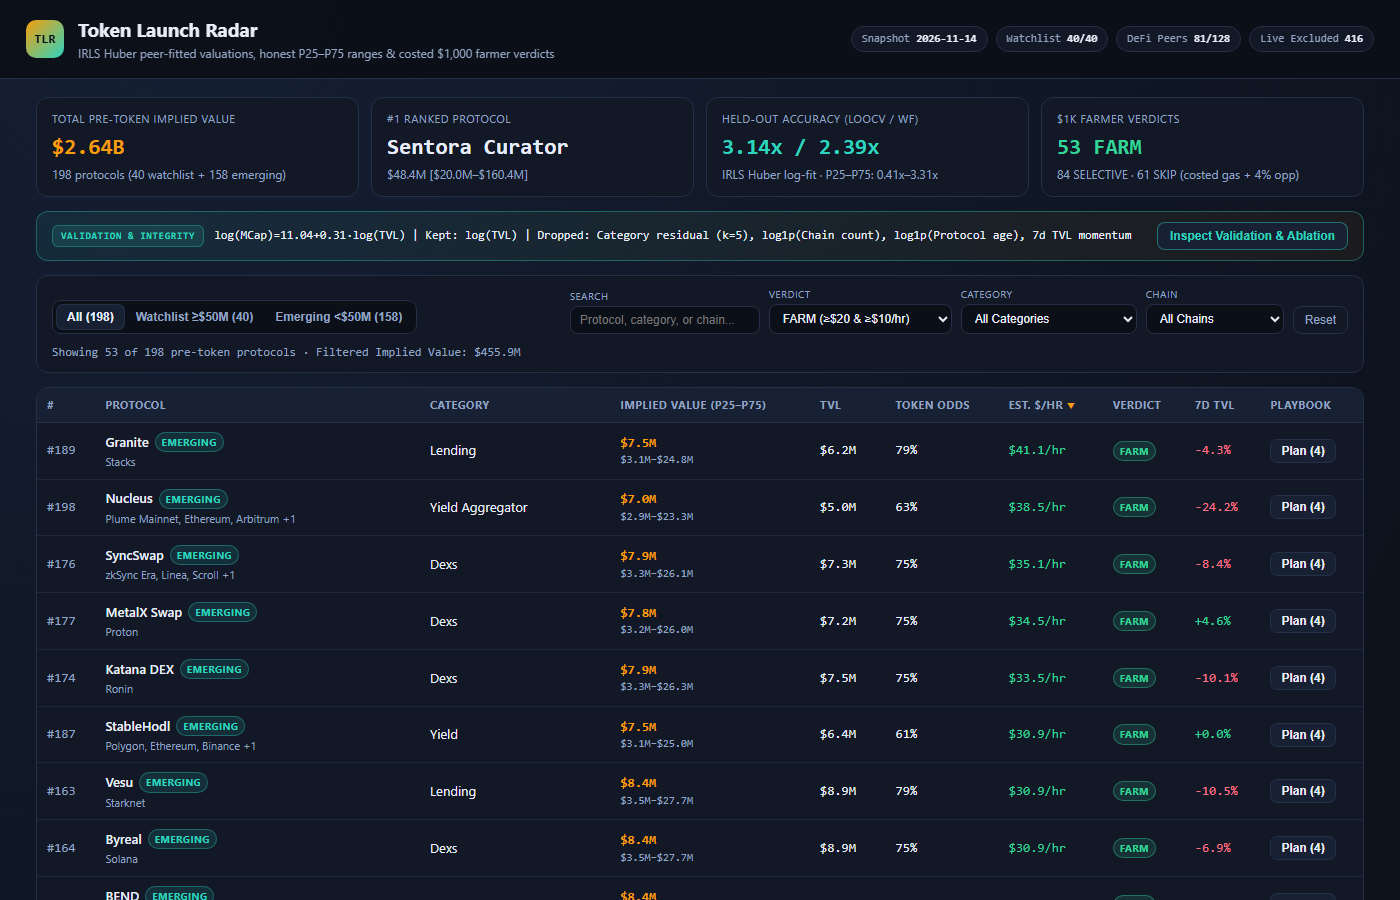 TLR
Token Launch Radar
IRLS Huber peer-fitted valuations, honest P25–P75 ranges & costed $1,000 farmer verdicts
Snapshot 2026-11-14
Watchlist 40/40
DeFi Peers 81/128
Live Excluded 416
TOTAL PRE-TOKEN IMPLIED VALUE
$2.64B
198 protocols (40 watchlist + 158 emerging)
#1 RANKED PROTOCOL
Sentora Curator
$48.4M [$20.0M–$160.4M]
HELD-OUT ACCURACY (LOOCV / WF)
3.14x / 2.39x
IRLS Huber log-fit · P25–P75: 0.41x–3.31x
$1K FARMER VERDICTS
53 FARM
84 SELECTIVE · 61 SKIP (costed gas + 4% opp)
VALIDATION & INTEGRITY
log(MCap)=11.04+0.31·log(TVL) | Kept: log(TVL) | Dropped: Category residual (k=5), log1p(Chain count), log1p(Protocol age), 7d TVL momentum
Inspect Validation & Ablation
All (198)
Watchlist ≥$50M (40)
Emerging <$50M (158)
SEARCH
Protocol, category, or chain...
VERDICT
FARM (≥$20 & ≥$10/hr)
CATEGORY
All Categories
CHAIN
All Chains
Reset
Showing 53 of 198 pre-token protocols · Filtered Implied Value: $455.9M
# PROTOCOL CATEGORY IMPLIED VALUE (P25–P75) TVL TOKEN ODDS EST. $/HR ▼ VERDICT 7D TVL PLAYBOOK
#189 Granite EMERGING Lending $7.5M $6.2M 79% $41.1/hr FARM -4.3% Plan (4)
Stacks $3.1M–$24.8M
#198 Nucleus EMERGING Yield Aggregator $7.0M $5.0M 63% $38.5/hr FARM -24.2% Plan (4)
Plume Mainnet, Ethereum, Arbitrum +1 $2.9M–$23.3M
#176 SyncSwap EMERGING Dexs $7.9M $7.3M 75% $35.1/hr FARM -8.4% Plan (4)
zkSync Era, Linea, Scroll +1 $3.3M–$26.1M
#177 MetalX Swap EMERGING Dexs $7.8M $7.2M 75% $34.5/hr FARM +4.6% Plan (4)
Proton $3.2M–$26.0M
#174 Katana DEX EMERGING Dexs $7.9M $7.5M 75% $33.5/hr FARM -10.1% Plan (4)
Ronin $3.3M–$26.3M
#187 StableHodl EMERGING Yield $7.5M $6.4M 61% $30.9/hr FARM +0.0% Plan (4)
Polygon, Ethereum, Binance +1 $3.1M–$25.0M
#163 Vesu EMERGING Lending $8.4M $8.9M 79% $30.9/hr FARM -10.5% Plan (4)
Starknet $3.5M–$27.7M
#164 Byreal EMERGING Dexs $8.4M $8.9M 75% $30.9/hr FARM -6.9% Plan (4)
Solana $3.5M–$27.7M
BEND EMERGING $8.4M